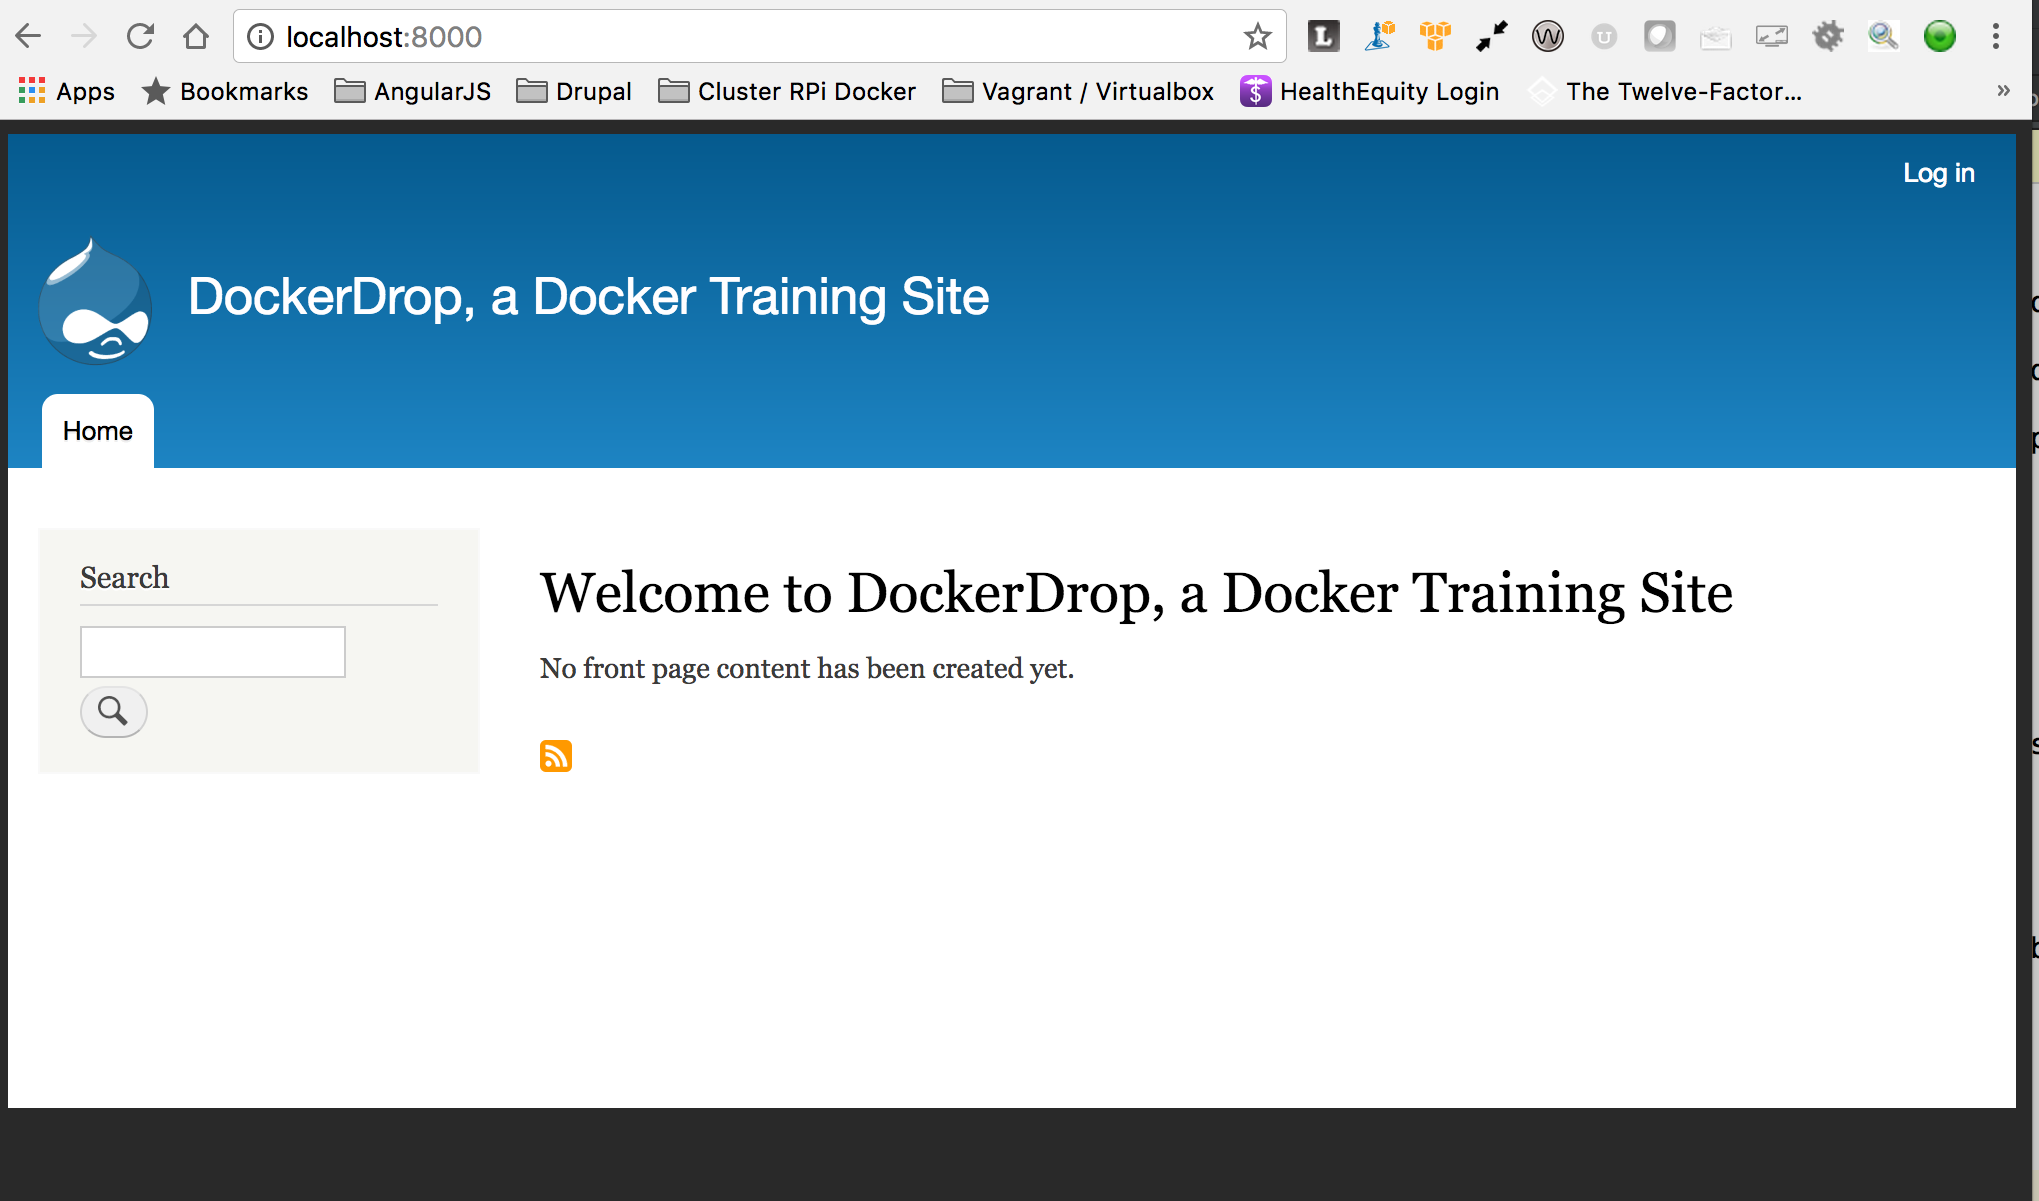 localhost:8000
Apps Bookmarks AngularJS Drupal Cluster RPi Docker Vagrant / Virtualbox HealthEquity Login The Twelve-Factor... »
Log in
DockerDrop, a Docker Training Site
Home
Search
Welcome to DockerDrop, a Docker Training Site
No front page content has been created yet.